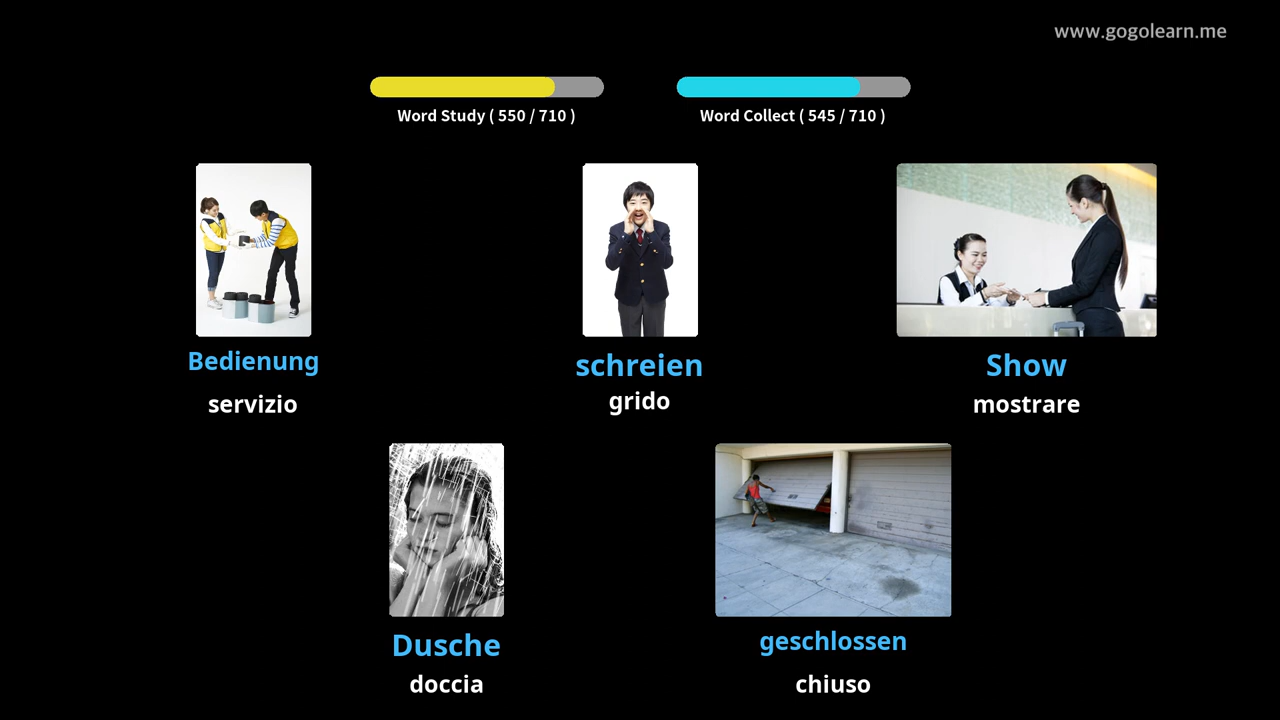 www.gogolearn.me
Word Study ( 550 / 710 )
Word Collect ( 545 / 710 )
Bedienung
servizio
schreien
grido
Show
mostrare
Dusche
doccia
geschlossen
chiuso